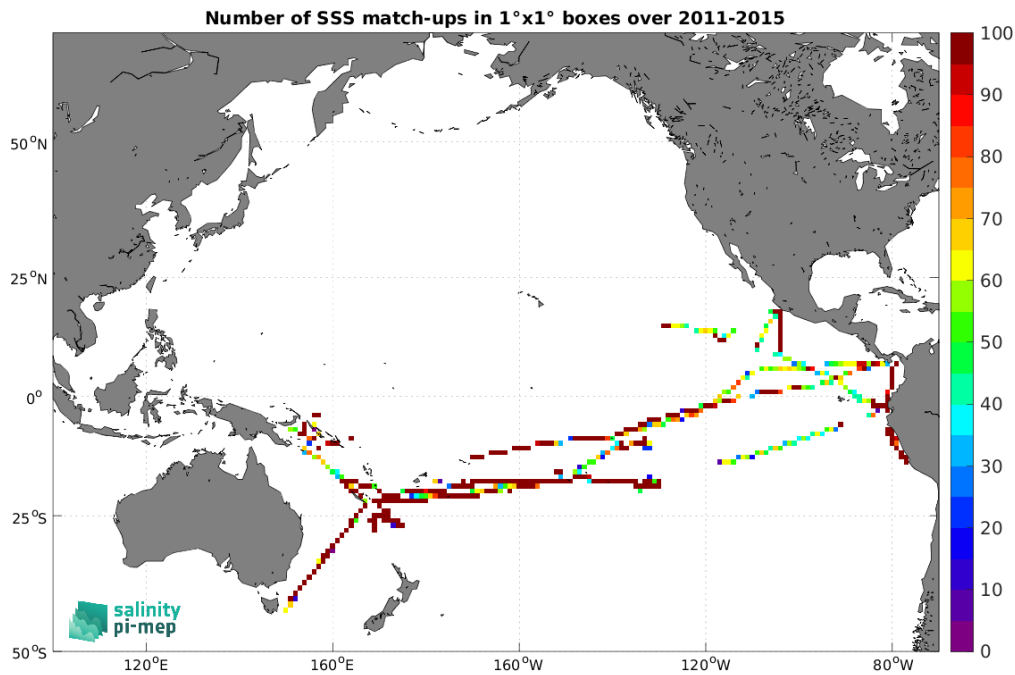 Number of SSS match-ups in 1°x1° boxes over 2011-2015
100
90
80
70
60
50
40
30
20
10
0
50°N
25°N
0°
25°S
50°S
120°E
160°E
160°W
120°W
80°W
salinity
pi-mep